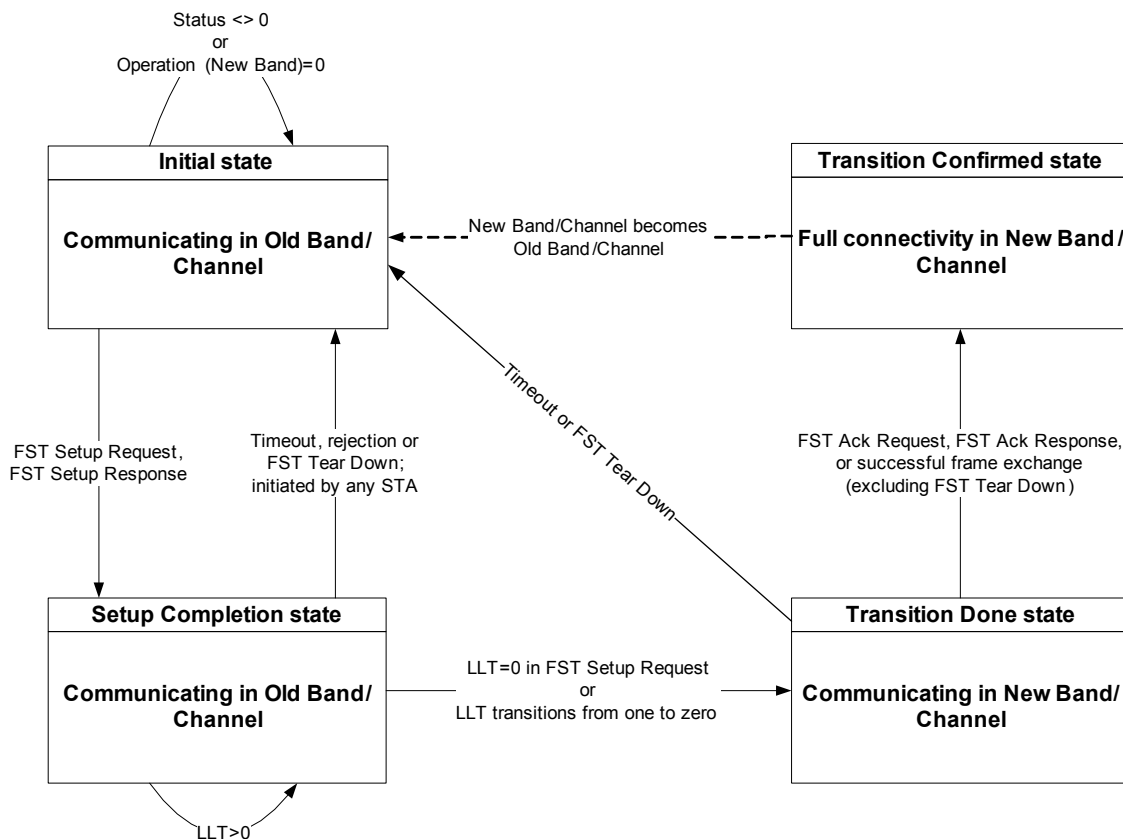 Status <> 0
or
Operation (New Band)=0
Initial state
Communicating in Old Band/
Channel
Transition Confirmed state
Full connectivity in New Band/
Channel
New Band/Channel becomes
Old Band/Channel
Timeout or FST Tear Down
FST Setup Request,
FST Setup Response
Timeout, rejection or
FST Tear Down;
initiated by any STA
FST Ack Request, FST Ack Response,
or successful frame exchange
(excluding FST Tear Down)
Setup Completion state
Communicating in Old Band/
Channel
LLT=0 in FST Setup Request
or
LLT transitions from one to zero
Transition Done state
Communicating in New Band/
Channel
LLT>0